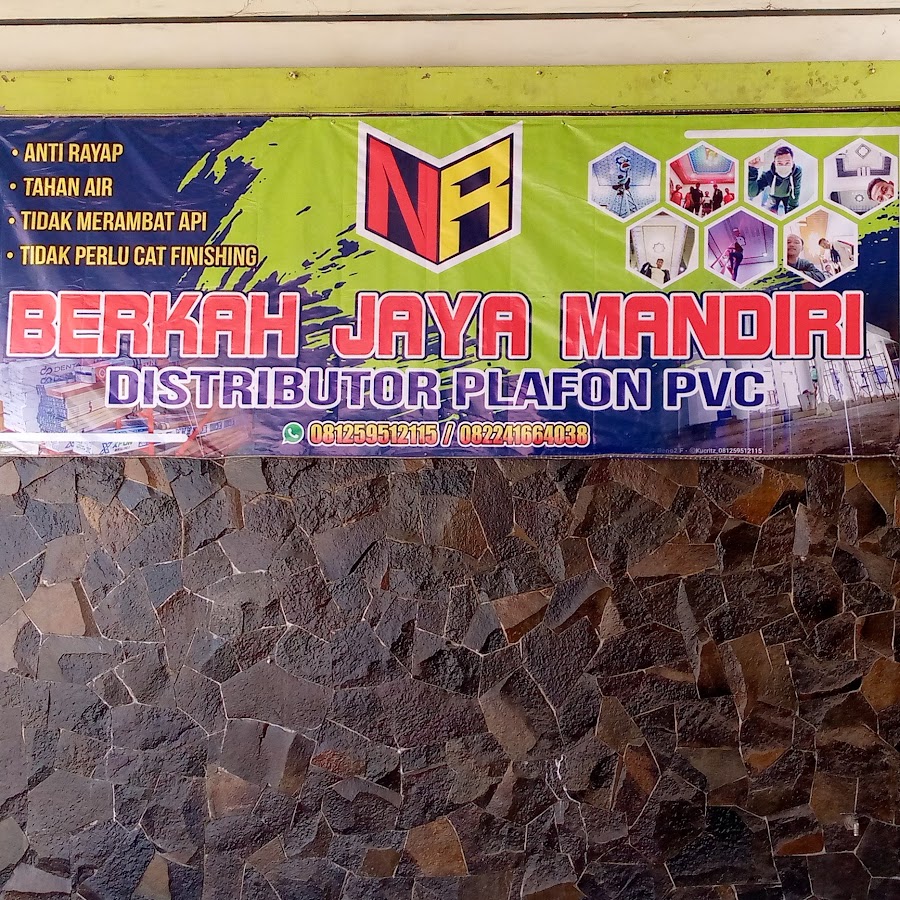 • ANTI RAYAP
• TAHAN AIR
• TIDAK MERAMBAT API
• TIDAK PERLU CAT FINISHING
NR
BERKAH JAYA MANDIRI
DISTRIBUTOR PLAFON PVC
081259512115 / 082241664038
081259512115